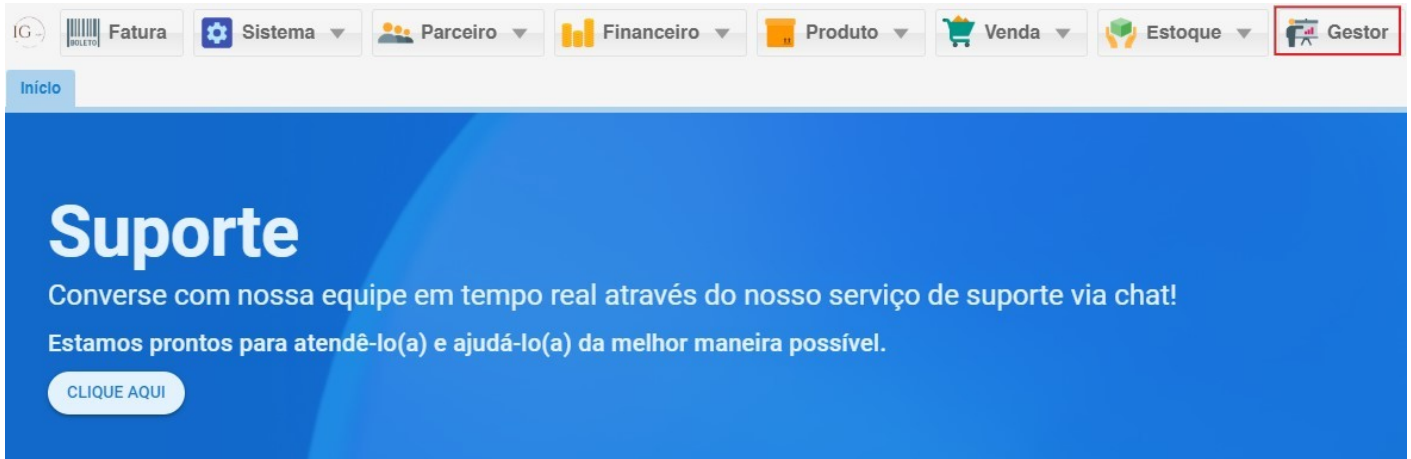 IG
BOLETO Fatura Sistema Parceiro Financeiro Produto Venda Estoque Gestor
Início
Suporte
Converse com nossa equipe em tempo real através do nosso serviço de suporte via chat!
Estamos prontos para atendê-lo(a) e ajudá-lo(a) da melhor maneira possível.
CLIQUE AQUI